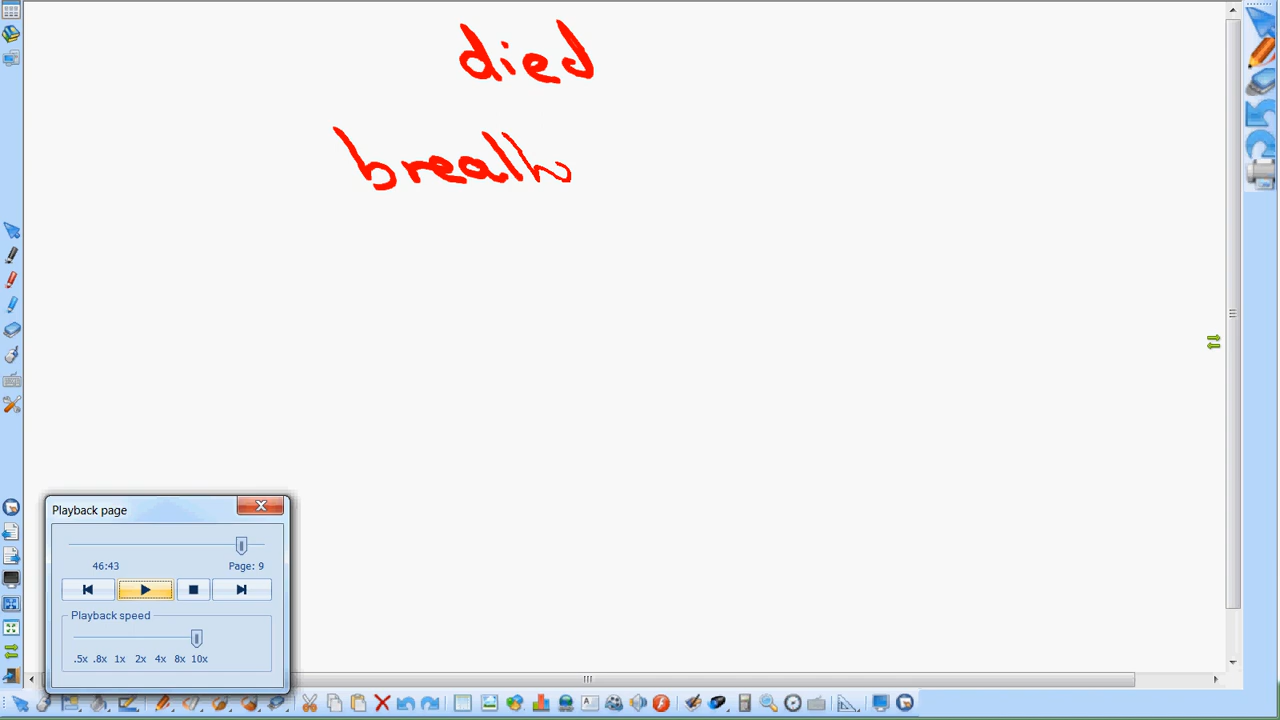 died
breath
Playback page
46:43 Page: 9
Playback speed
.5x .8x 1x 2x 4x 8x 10x